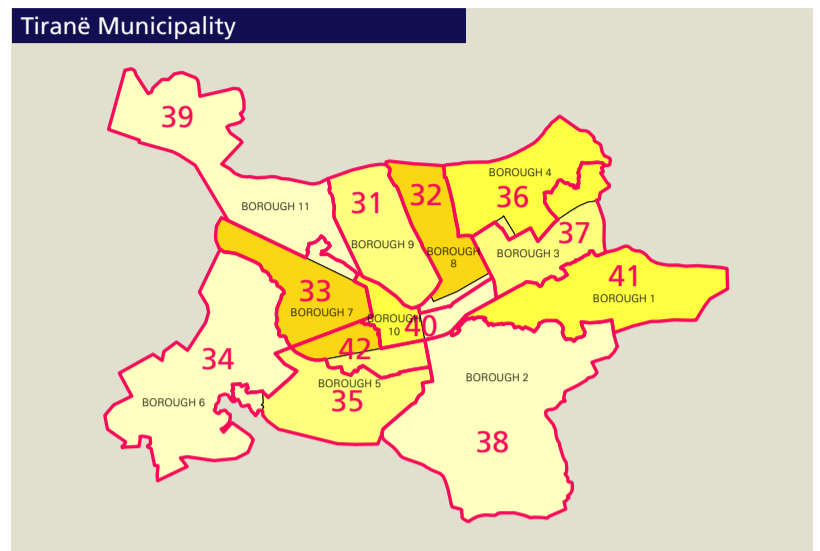 Tiranë Municipality
39
BOROUGH 4
32
36
31
BOROUGH 11
37
BOROUGH 9
BOROUGH
8
BOROUGH 3
41
33
BOROUGH 1
BOROUGH 7
BOROUGH
10
40
42
34
BOROUGH 2
BOROUGH 5
35
BOROUGH 6
38